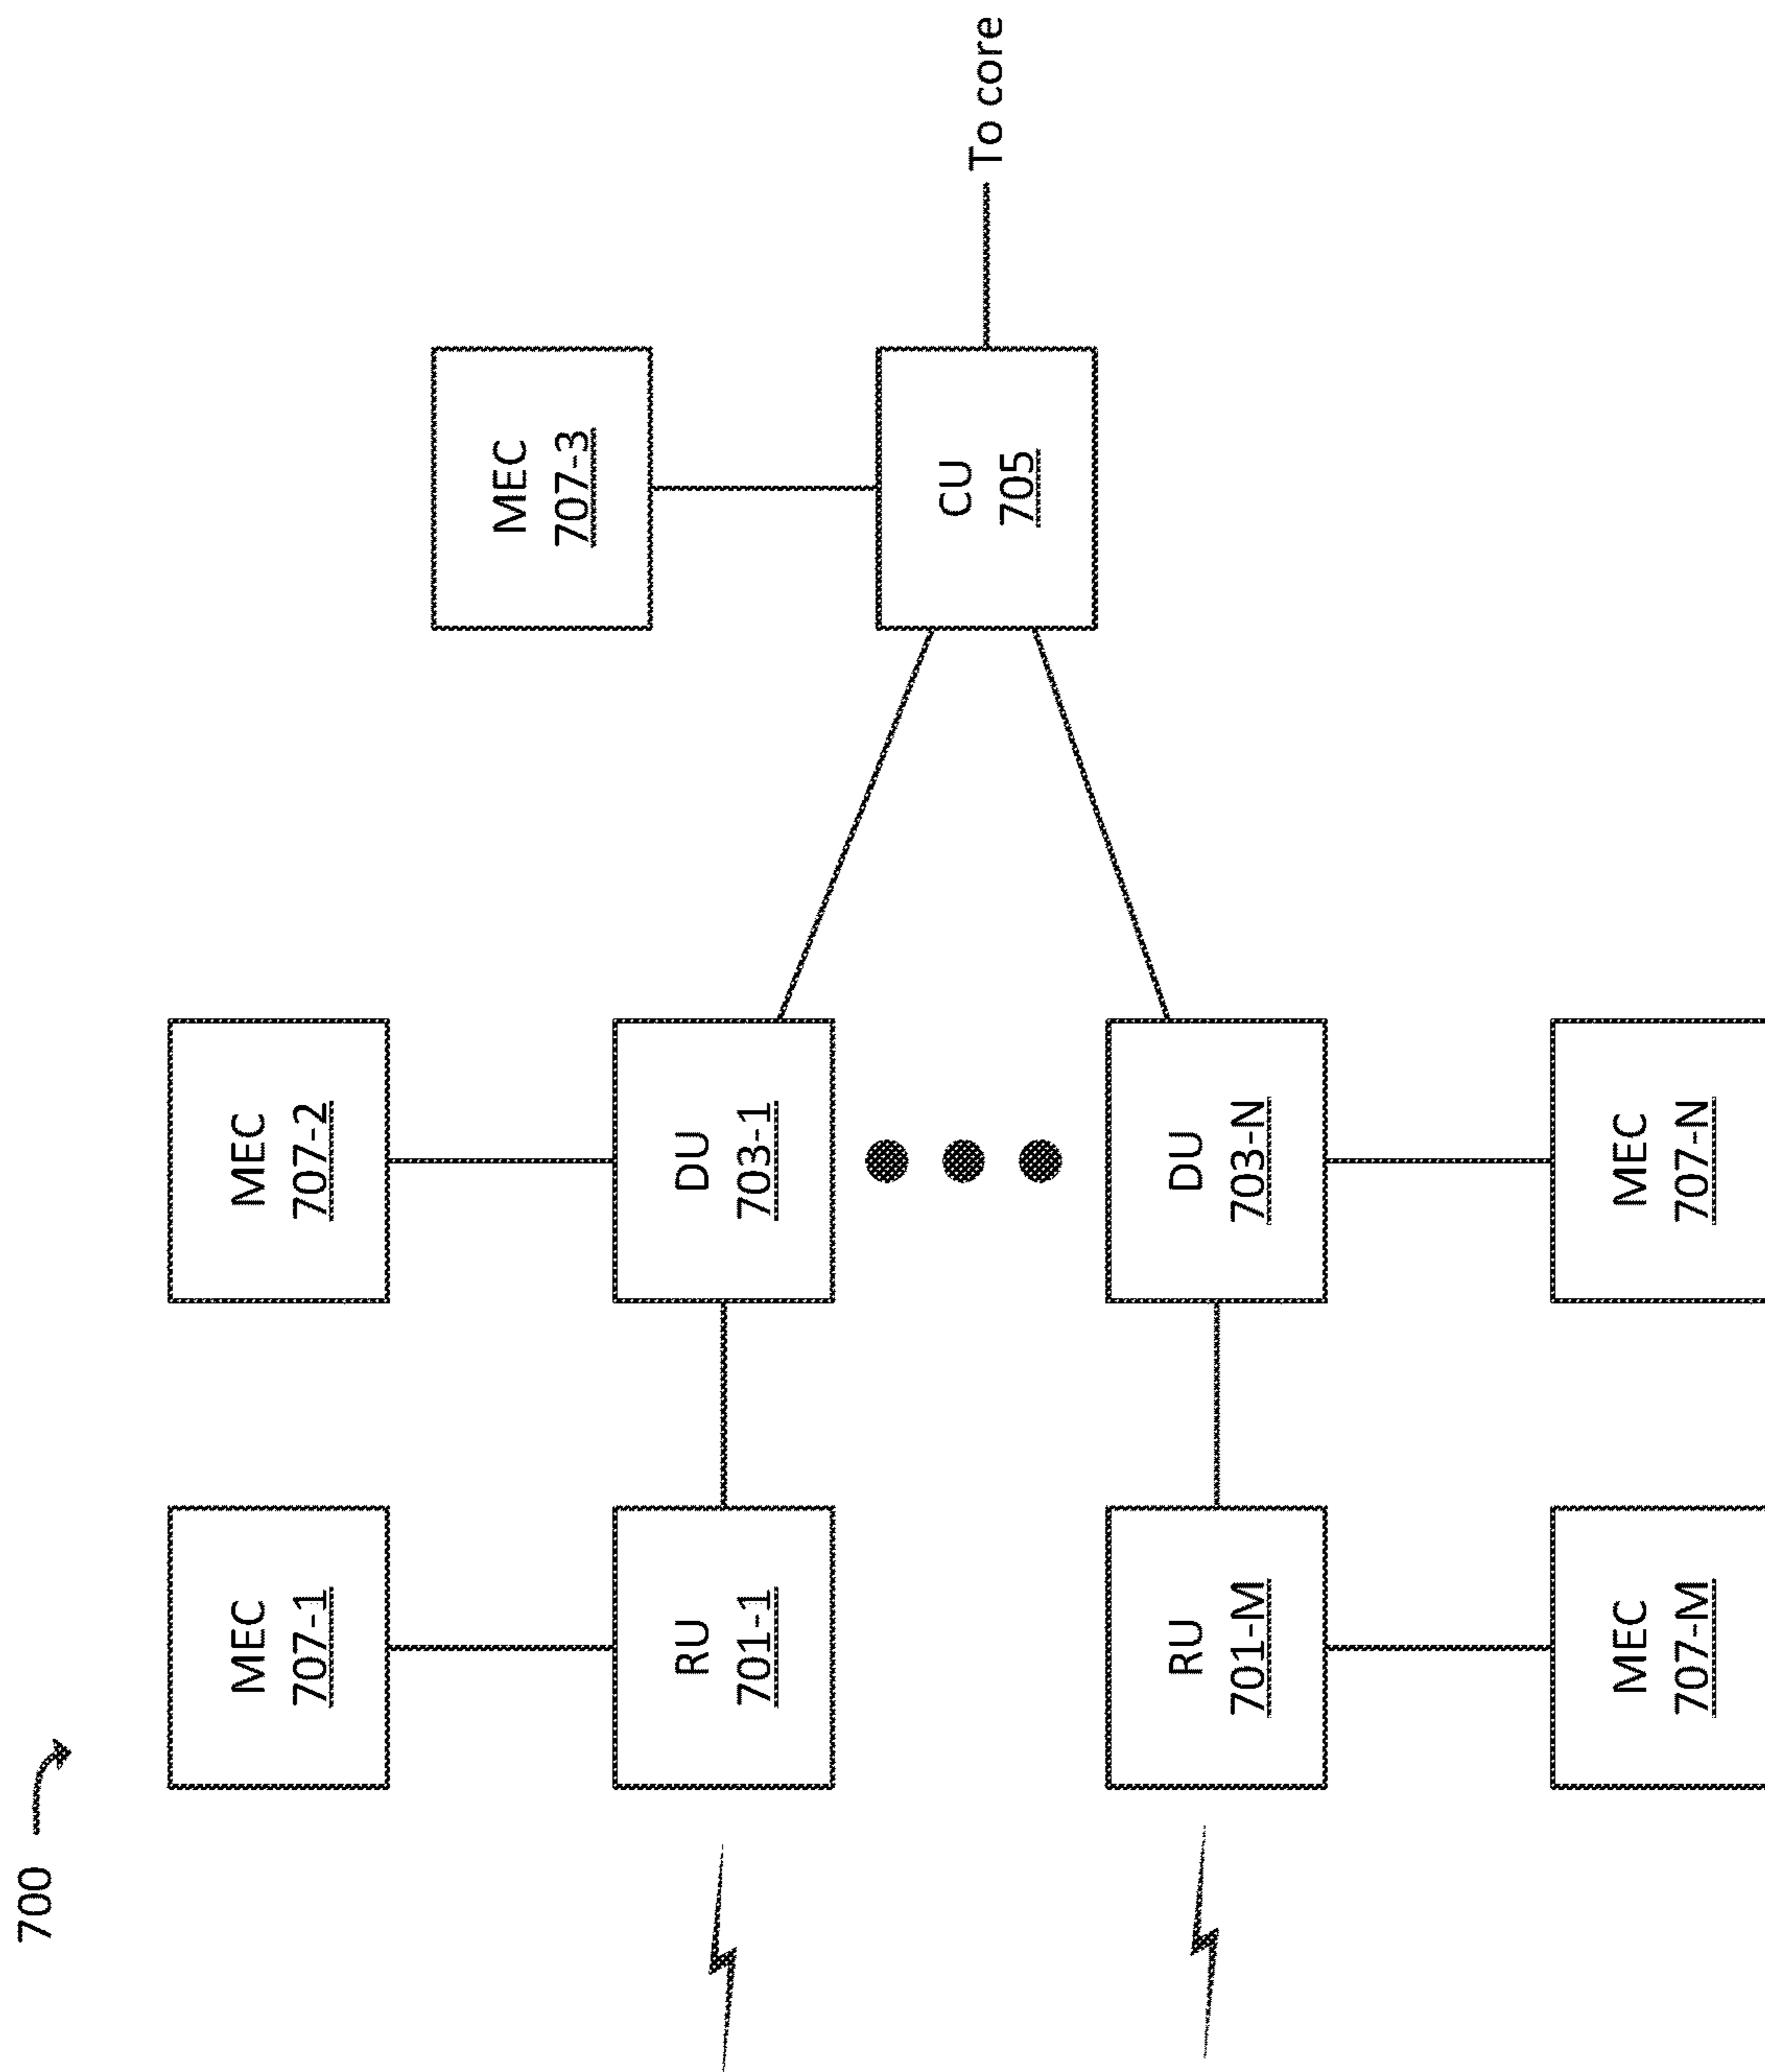 700
MEC
707-1
MEC
707-2
MEC
707-3
RU
701-1
DU
703-1
CU
705
To core
RU
701-M
DU
703-N
MEC
707-M
MEC
707-N